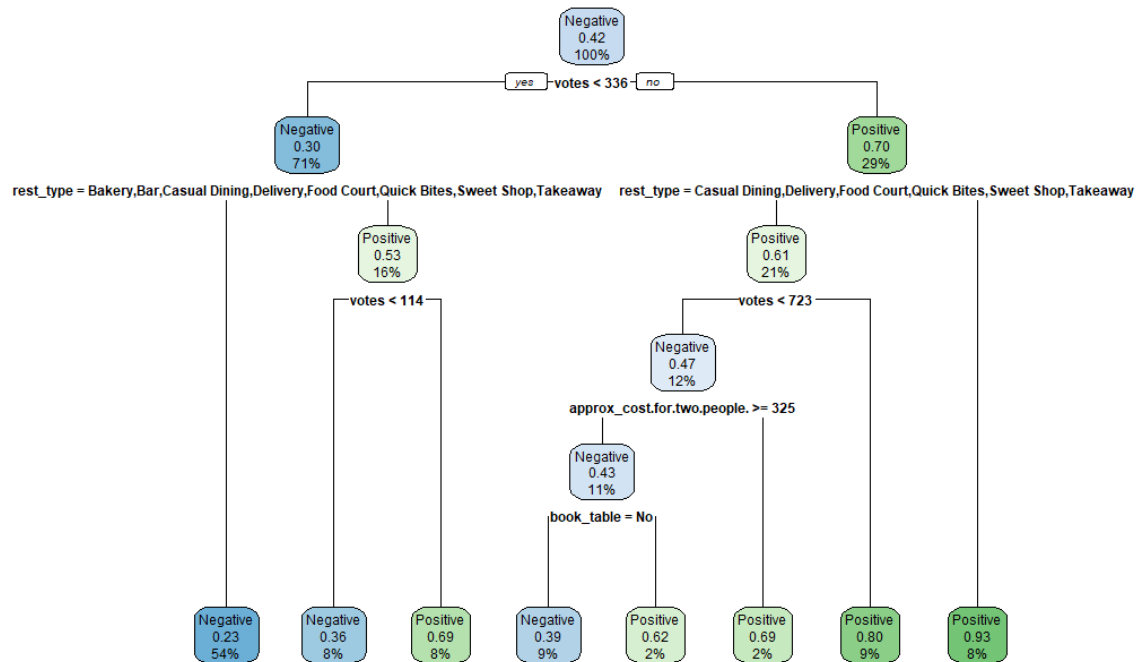 Negative
0.42
100%
yes votes < 336 no
Negative
0.30
71%
Positive
0.70
29%
rest_type = Bakery,Bar,Casual Dining,Delivery,Food Court,Quick Bites,Sweet Shop,Takeaway
rest_type = Casual Dining,Delivery,Food Court,Quick Bites,Sweet Shop,Takeaway
Positive
0.53
16%
Positive
0.61
21%
votes < 114
votes < 723
Negative
0.47
12%
approx_cost.for.two.people. >= 325
Negative
0.43
11%
book_table = No
Negative
0.23
54%
Negative
0.36
8%
Positive
0.69
8%
Negative
0.39
9%
Positive
0.62
2%
Positive
0.69
2%
Positive
0.80
9%
Positive
0.93
8%